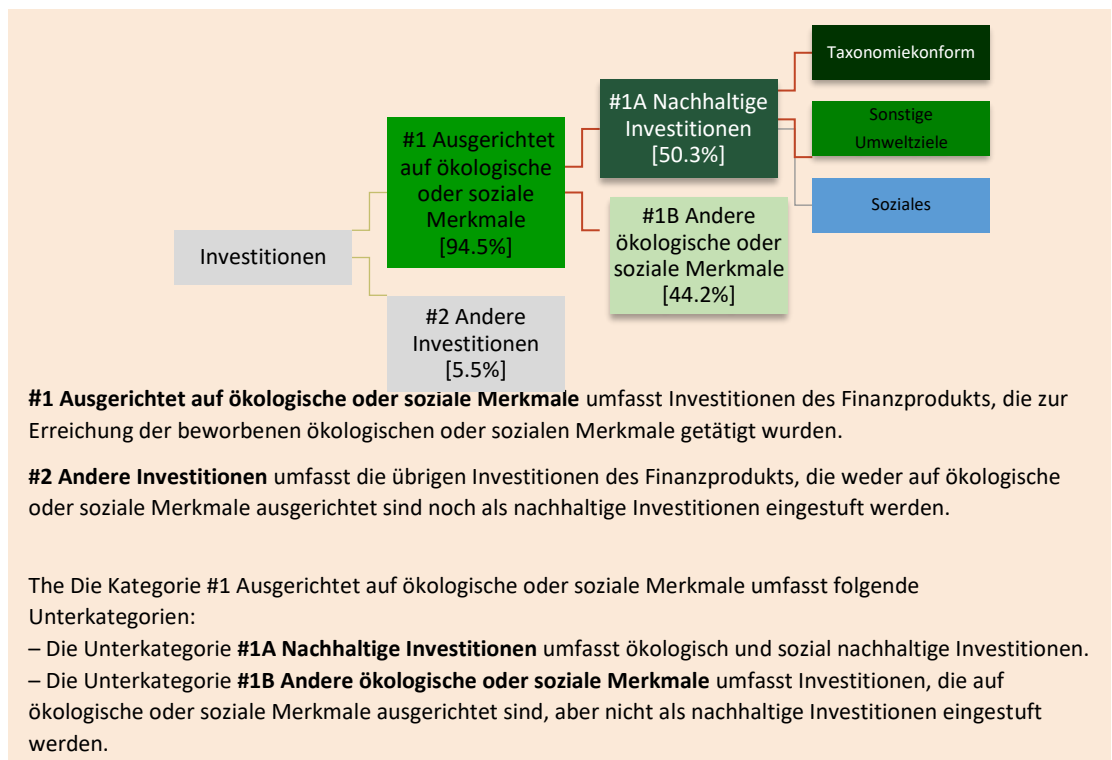 Taxonomiekonform
#1A Nachhaltige
Investitionen
[50.3%]
Sonstige
Umweltziele
#1 Ausgerichtet
auf ökologische
oder soziale
Merkmale
[94.5%]
Soziales
#1B Andere
ökologische oder
soziale Merkmale
[44.2%]
Investitionen
#2 Andere
Investitionen
[5.5%]
#1 Ausgerichtet auf ökologische oder soziale Merkmale umfasst Investitionen des Finanzprodukts, die zur
Erreichung der beworbenen ökologischen oder sozialen Merkmale getätigt wurden.
#2 Andere Investitionen umfasst die übrigen Investitionen des Finanzprodukts, die weder auf ökologische
oder soziale Merkmale ausgerichtet sind noch als nachhaltige Investitionen eingestuft werden.
The Die Kategorie #1 Ausgerichtet auf ökologische oder soziale Merkmale umfasst folgende
Unterkategorien:
– Die Unterkategorie #1A Nachhaltige Investitionen umfasst ökologisch und sozial nachhaltige Investitionen.
– Die Unterkategorie #1B Andere ökologische oder soziale Merkmale umfasst Investitionen, die auf
ökologische oder soziale Merkmale ausgerichtet sind, aber nicht als nachhaltige Investitionen eingestuft
werden.